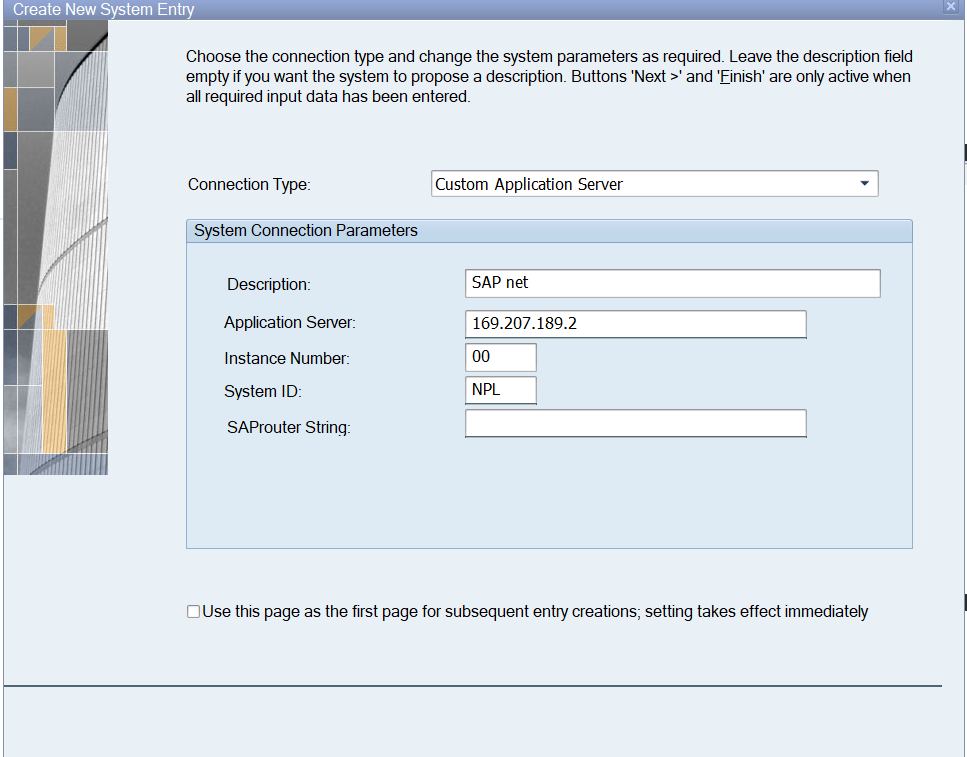 Create New System Entry
Choose the connection type and change the system parameters as required. Leave the description field
empty if you want the system to propose a description. Buttons 'Next >' and 'Finish' are only active when
all required input data has been entered.
Connection Type:
Custom Application Server
System Connection Parameters
Description:
SAP net
Application Server:
169.207.189.2
Instance Number:
00
System ID:
NPL
SAProuter String:
Use this page as the first page for subsequent entry creations; setting takes effect immediately